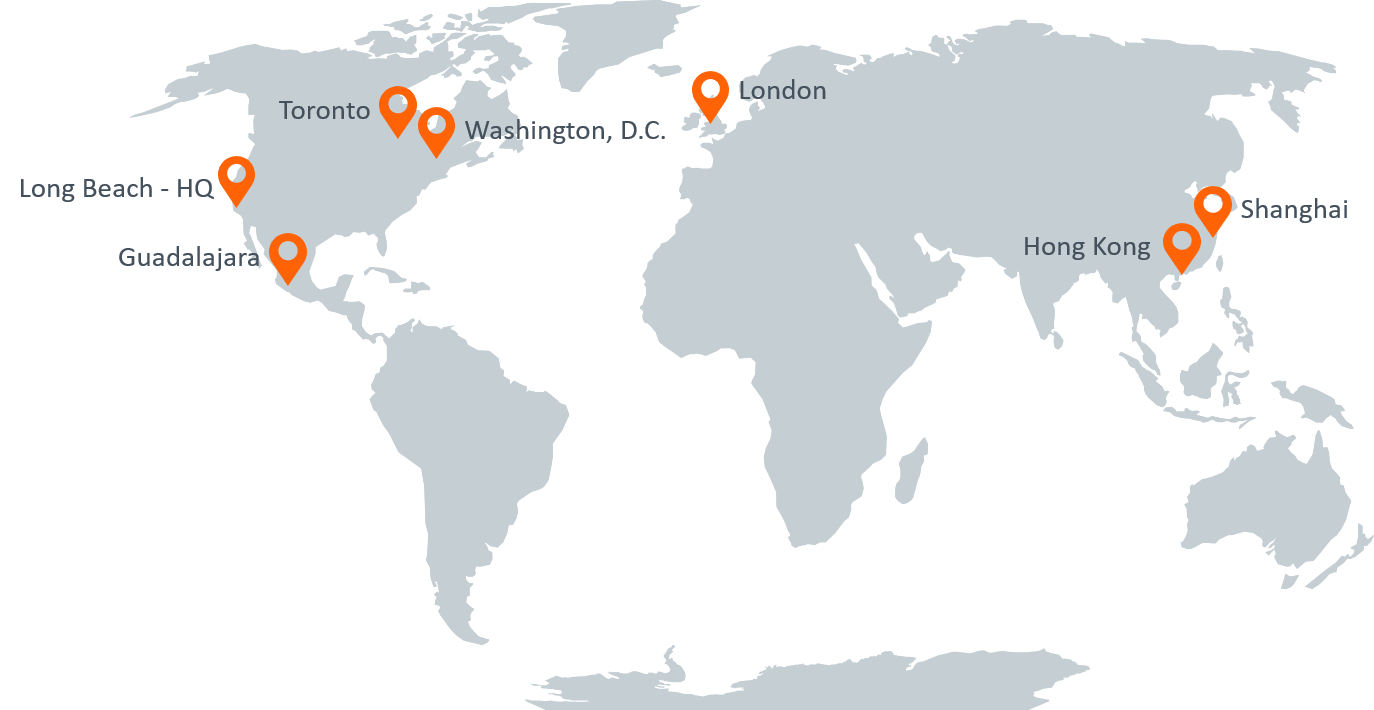 London
Toronto
Washington, D.C.
Long Beach - HQ
Shanghai
Hong Kong
Guadalajara